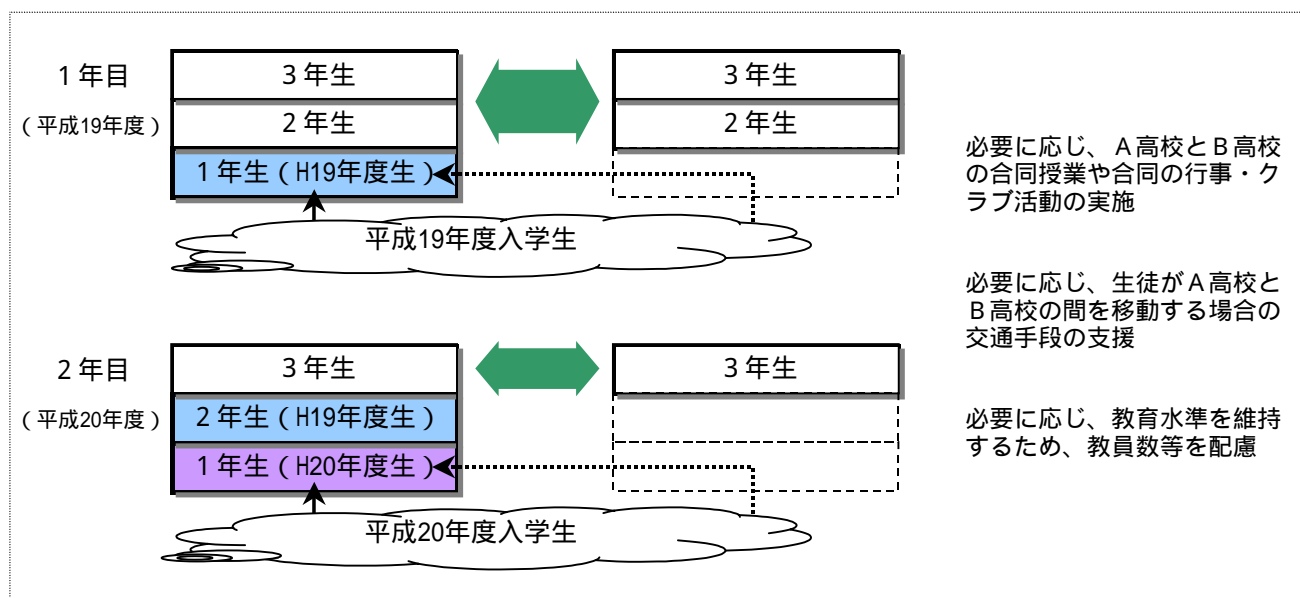 1年目
(平成19年度)
3年生
2年生
1年生(H19年度生)
3年生
2年生
平成19年度入学生
必要に応じ、A高校とB高校
の合同授業や合同の行事・ク
ラブ活動の実施
必要に応じ、生徒がA高校と
B高校の間を移動する場合の
交通手段の支援
2年目
(平成20年度)
3年生
2年生(H19年度生)
1年生(H20年度生)
3年生
平成20年度入学生
必要に応じ、教育水準を維持
するため、教員数等を配慮